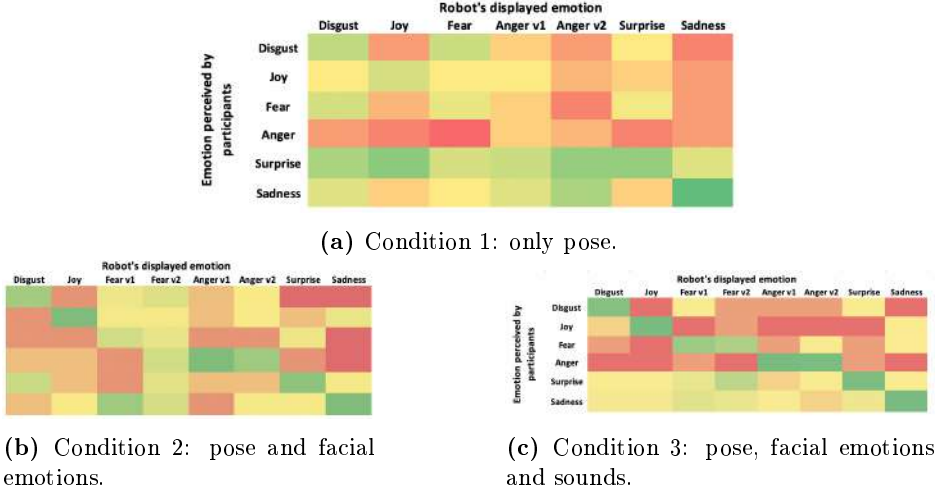 Robot's displayed emotion
Disgust Joy Fear Anger v1 Anger v2 Surprise Sadness
Emotion perceived by
participants
Disgust
Joy
Fear
Anger
Surprise
Sadness
(a) Condition 1: only pose.
Robot's displayed emotion
Disgust Joy Fear v1 Fear v2 Anger v1 Anger v2 Surprise Sadness
(b) Condition 2: pose and facial
emotions.
Robot's displayed emotion
Disgust Joy Fear v1 Fear v2 Anger v1 Anger v2 Surprise Sadness
Emotion perceived by
participants
Disgust
Joy
Fear
Anger
Surprise
Sadness
(c) Condition 3: pose, facial emotions
and sounds.